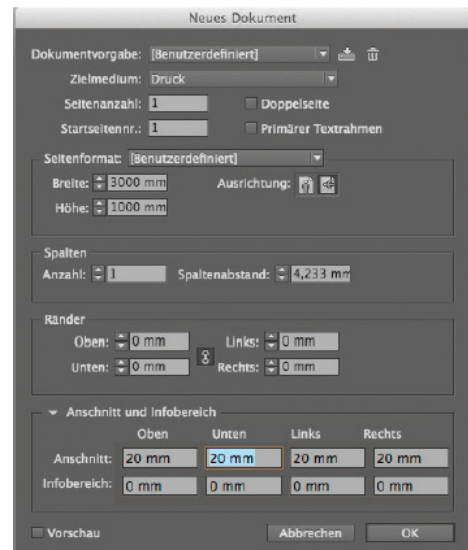 Neues Dokument
Dokumentvorgabe: [Benutzerdefiniert]
Zielmedium: Druck
Seitenanzahl: 1 Doppelseite
Startseitennr.: 1 Primärer Textrahmen
Seitenformat: [Benutzerdefiniert]
Breite: 3000 mm Ausrichtung:
Höhe: 1000 mm
Spalten
Anzahl: 1 Spaltenabstand: 4,233 mm
Ränder
Oben: 0 mm Links: 0 mm
Unten: 0 mm Rechts: 0 mm
Anschnitt und Infobereich
Oben Unten Links Rechts
Anschnitt: 20 mm 20 mm 20 mm 20 mm
Infobereich: 0 mm 0 mm 0 mm 0 mm
Vorschau Abbrechen OK